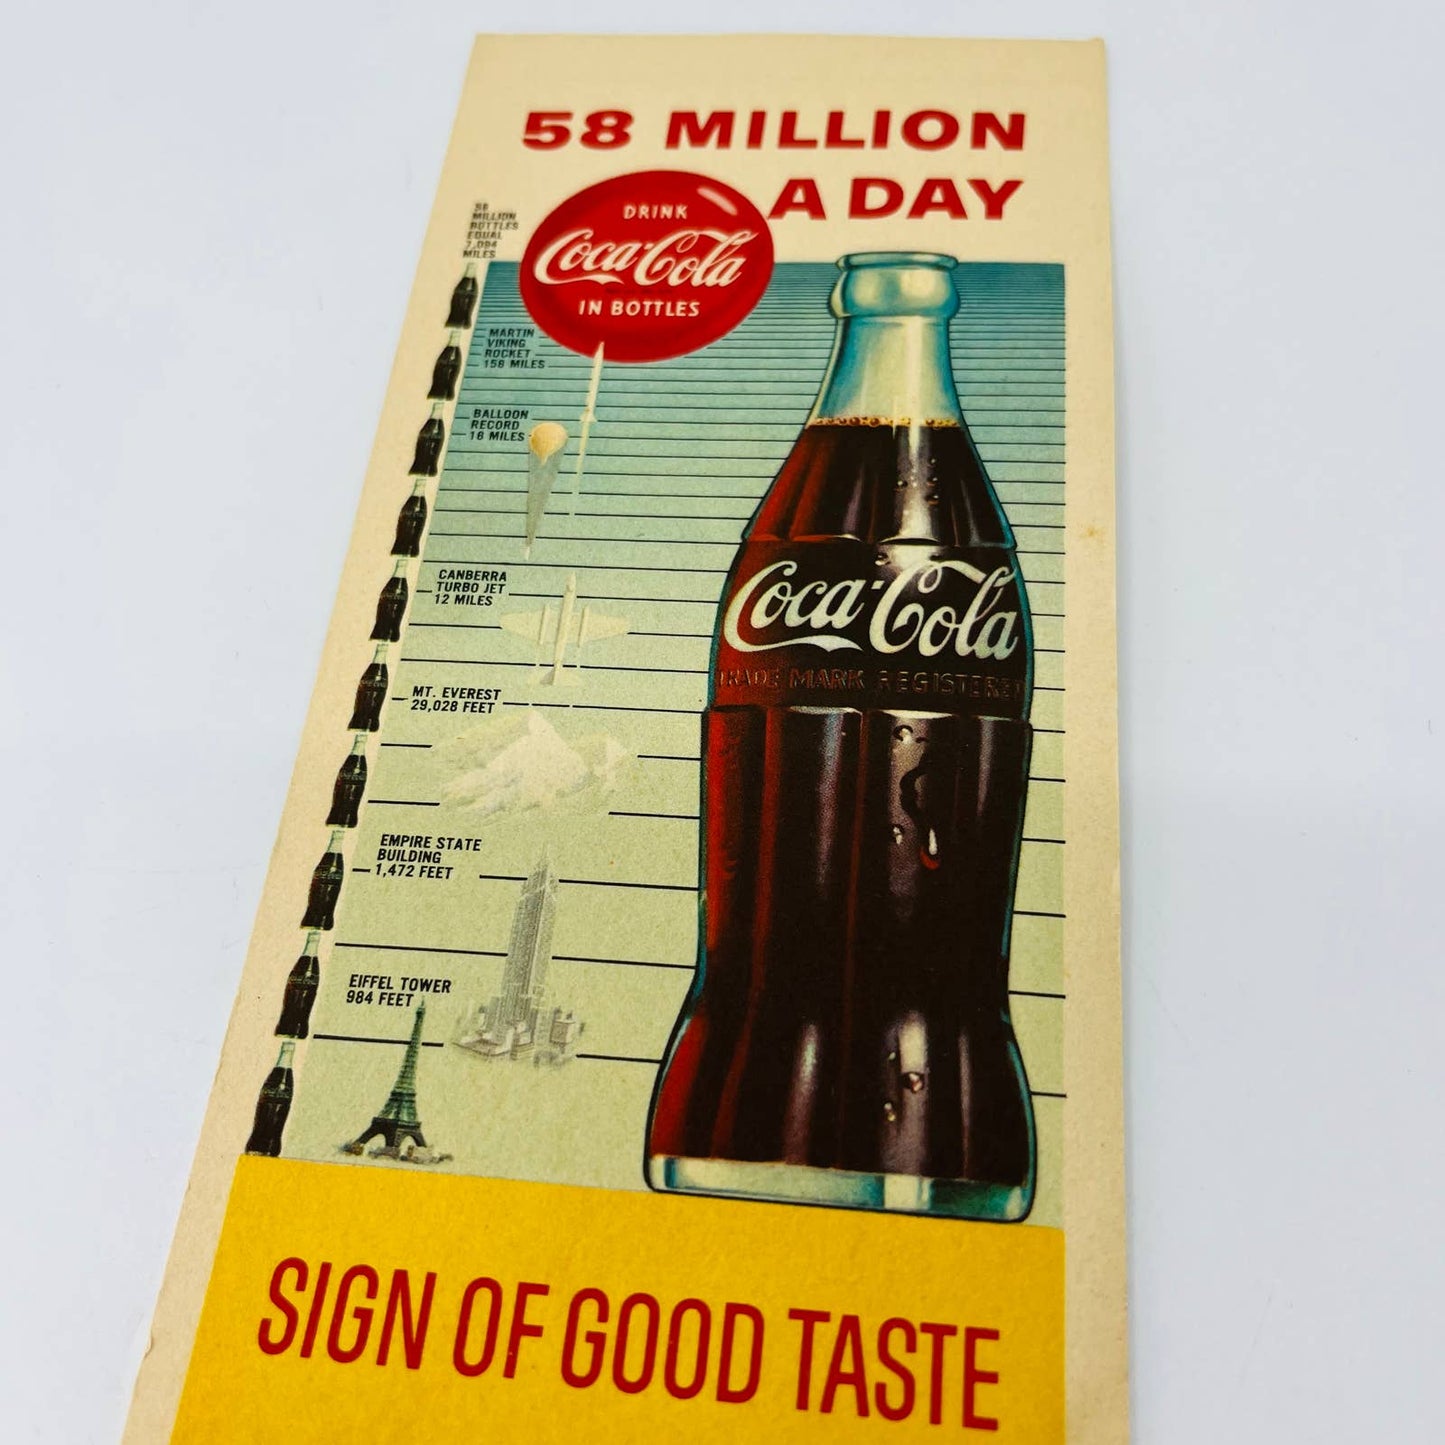 58 MILLION
A DAY
DRINK
Coca-Cola
IN BOTTLES
58
MILLION
BOTTLES
EQUAL
7,094
MILES
MARTIN
VIKING
ROCKET
158 MILES
BALLOON
RECORD
18 MILES
CANBERRA
TURBO JET
12 MILES
MT. EVEREST
29,028 FEET
EMPIRE STATE
BUILDING
1,472 FEET
EIFFEL TOWER
984 FEET
Coca-Cola
TRADE MARK REGISTERED
SIGN OF GOOD TASTE